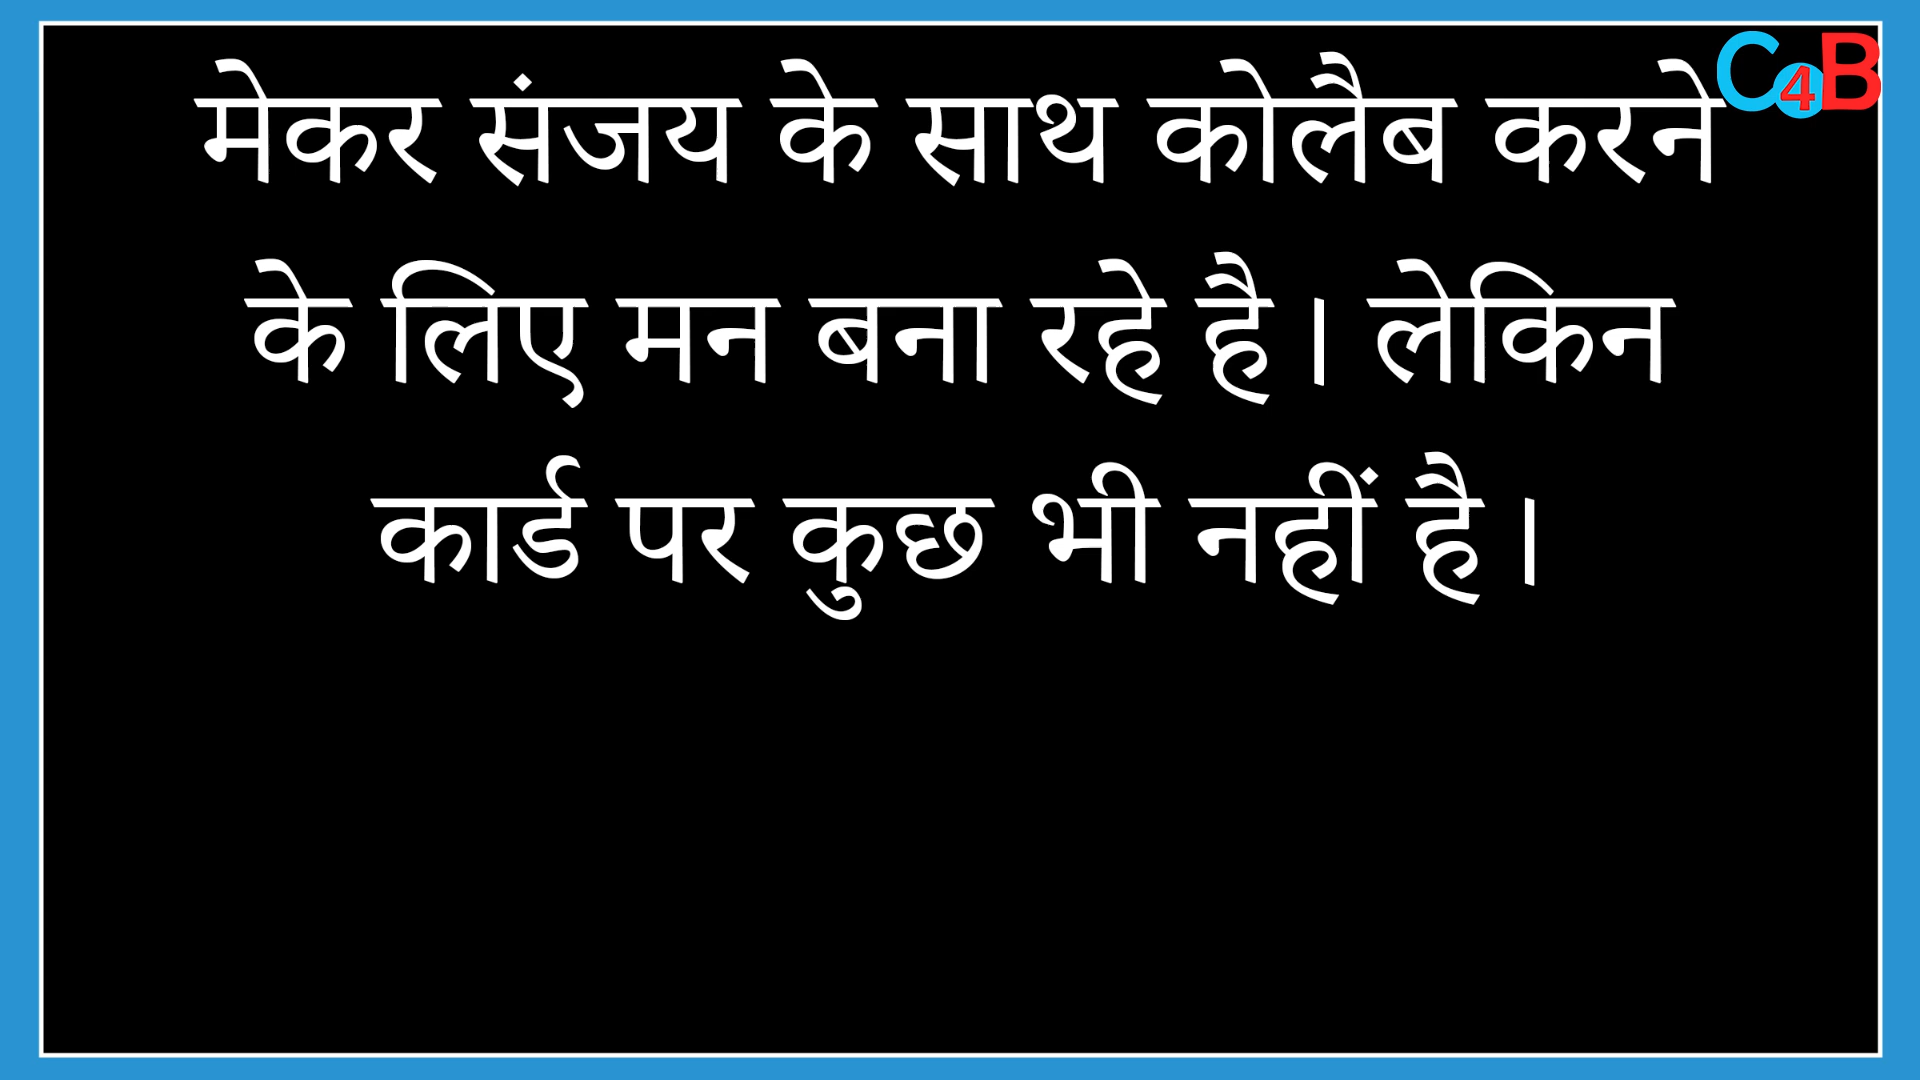 मेकर संजय के साथ कोलैब करने
के लिए मन बना रहे है। लेकिन
कार्ड पर कुछ भी नहीं है।
C4B